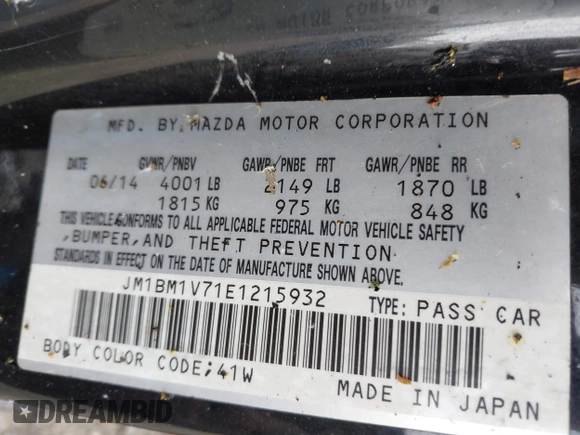 MFD. BY MAZDA MOTOR CORPORATION
DATE GVWR/PNBV GAWR/PNBE FRT GAWR/PNBE RR
06/14 4001 LB 2149 LB 1870 LB
1815 KG 975 KG 848 KG
THIS VEHICLE CONFORMS TO ALL APPLICABLE FEDERAL MOTOR VEHICLE SAFETY
,BUMPER,AND THEFT PREVENTION
STANDARDS IN EFFECT ON THE DATE OF MANUFACTURE SHOWN ABOVE.
JM1BM1V71E1215932 TYPE: PASS CAR
BODY COLOR CODE:41W
MADE IN JAPAN
DREAMBID